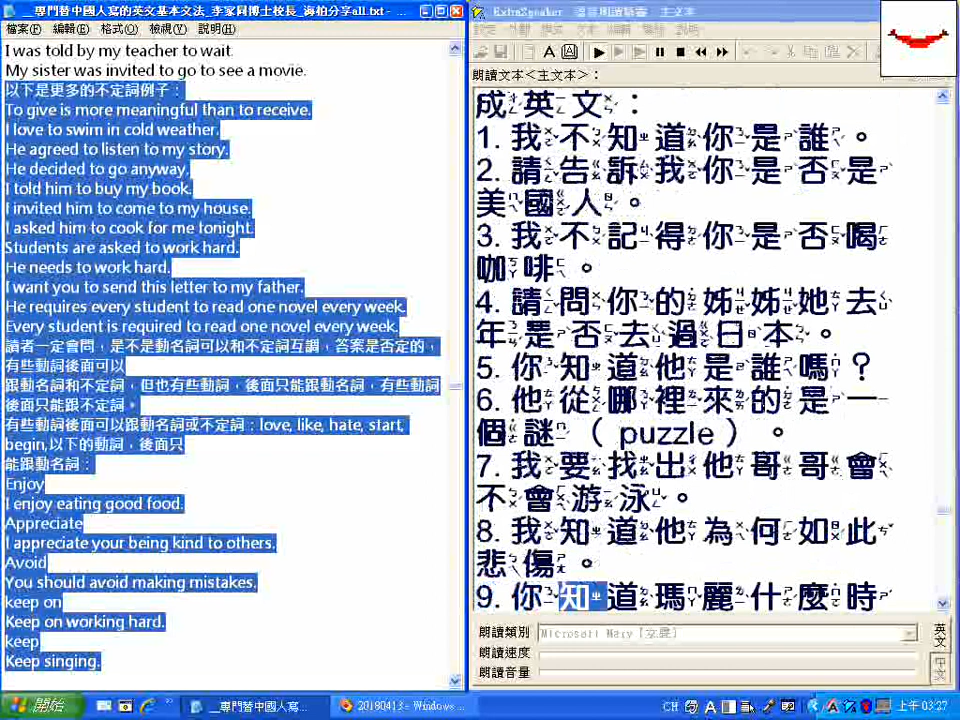 __專門替中國人寫的英文基本文法_李家同博士校長_海柏分享all.txt - ...
檔案(F) 編輯(E) 格式(O) 檢視(V) 說明(H)
I was told by my teacher to wait.
My sister was invited to go to see a movie.
以下是更多的不定詞例子：
To give is more meaningful than to receive.
I love to swim in cold weather.
He agreed to listen to my story.
He decided to go anyway.
I told him to buy my book.
I invited him to come to my house.
I asked him to cook for me tonight.
Students are asked to work hard.
He needs to work hard.
I want you to send this letter to my father.
He requires every student to read one novel every week.
Every student is required to read one novel every week.
讀者一定會問，是不是動名詞可以和不定詞互調，答案是否定的，
有些動詞後面可以
跟動名詞和不定詞，但也有些動詞，後面只能跟動名詞，有些動詞
後面只能跟不定詞。
有些動詞後面可以跟動名詞或不定詞：love, like, hate, start,
begin,以下的動詞，後面只
能跟動名詞：
Enjoy
I enjoy eating good food.
Appreciate
I appreciate your being kind to others.
Avoid
You should avoid making mistakes.
keep on
Keep on working hard.
keep
Keep singing.
ExtraSpeaker
朗讀文本<主文本>：
成英文：
1. 我不知道你是誰。
2. 請告訴我你是否是
美國人。
3. 我不記得你是否喝
咖啡。
4. 請問你的姊姊她去
年是否去過日本。
5. 你知道他是誰嗎？
6. 他從哪裡來的是一
個謎（puzzle）。
7. 我要找出他哥哥會
不會游泳。
8. 我知道他為何如此
悲傷。
9. 你知道瑪麗什麼時
朗讀類別 Microsoft Mary [女聲]
朗讀速度
朗讀音量
英文
中文
開始
__專門替中國人寫...
20180413 - Windows ...
CH
上午 03:27